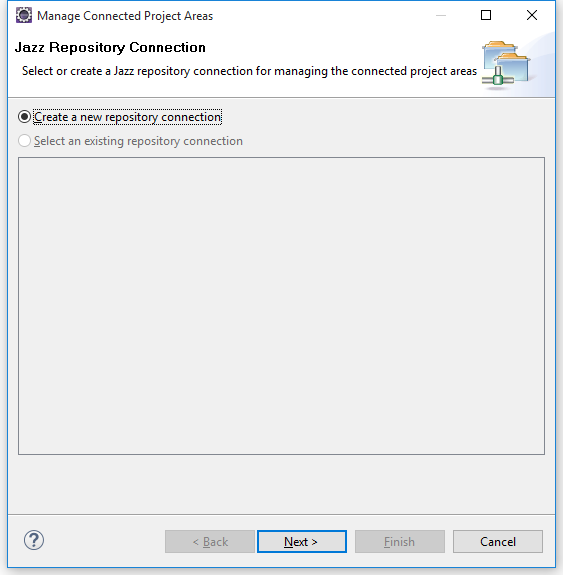 Manage Connected Project Areas
Jazz Repository Connection
Select or create a Jazz repository connection for managing the connected project areas
Create a new repository connection
Select an existing repository connection
?
< Back
Next >
Finish
Cancel